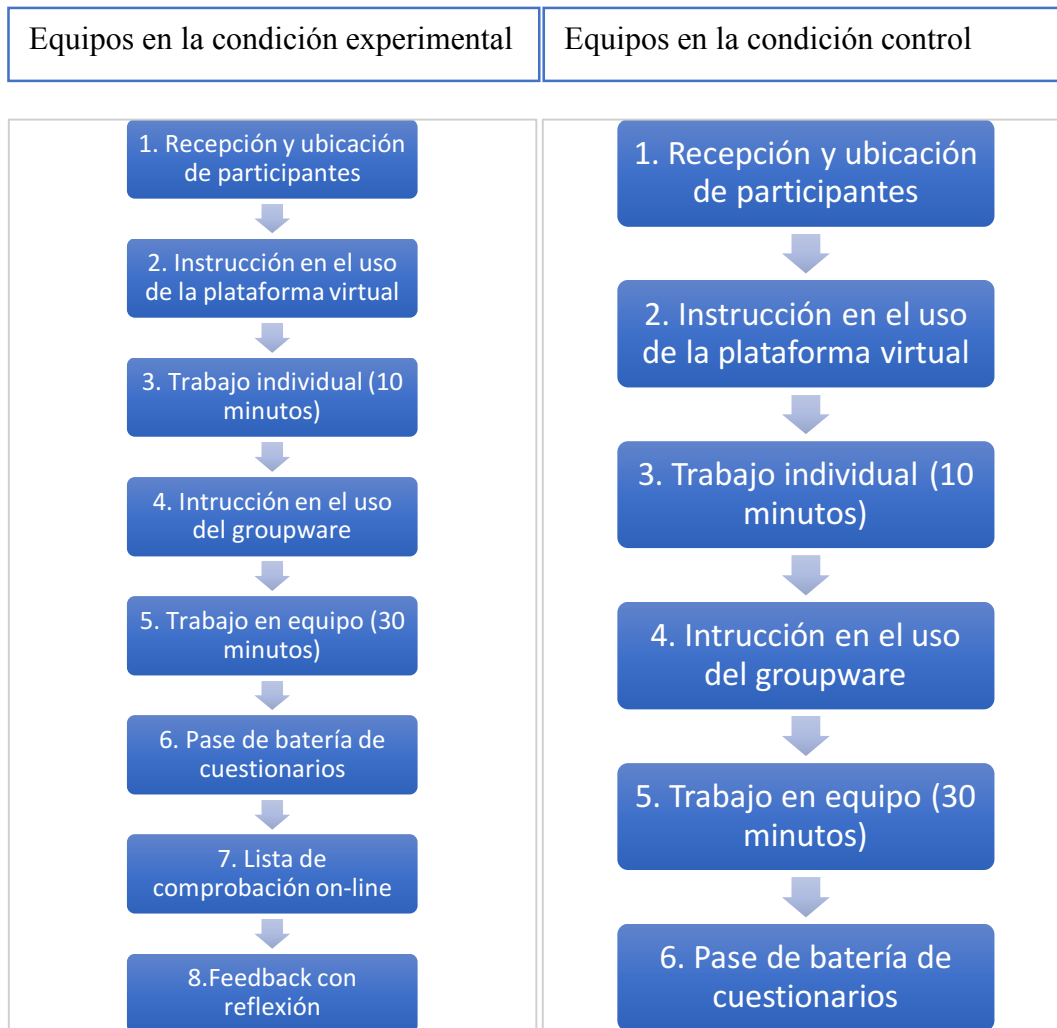 Equipos en la condición experimental
Equipos en la condición control
1. Recepción y ubicación
de participantes
2. Instrucción en el uso
de la plataforma virtual
3. Trabajo individual (10
minutos)
4. Intrucción en el uso
del groupware
5. Trabajo en equipo (30
minutos)
6. Pase de batería de
cuestionarios
7. Lista de
comprobación on-line
8.Feedback con
reflexión
1. Recepción y ubicación
de participantes
2. Instrucción en el uso
de la plataforma virtual
3. Trabajo individual (10
minutos)
4. Intrucción en el uso
del groupware
5. Trabajo en equipo (30
minutos)
6. Pase de batería de
cuestionarios